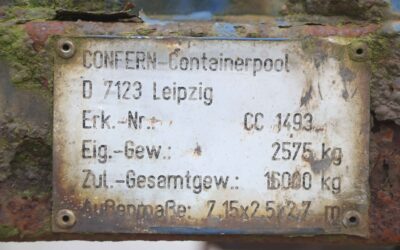 CONFERN-Containerpool
D 7123 Leipzig
Erk.-Nr.: CC 1493
Eig.-Gew.: 2575 kg
Zul.-Gesamtgew.: 16000 kg
Außenmaße: 7,15x2,5x2,7 m